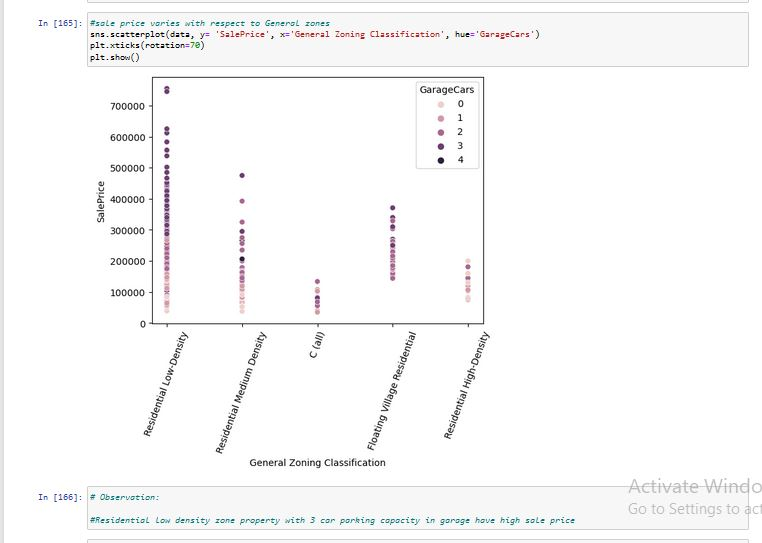 In [165]: #sale price varies with respect to General zones
sns.scatterplot(data, y= 'SalePrice', x='General Zoning Classification', hue='GarageCars')
plt.xticks(rotation=70)
plt.show()
GarageCars
0
1
2
3
4
700000
600000
500000
400000
300000
200000
100000
0
SalePrice
Residential Low-Density
Residential Medium Density
C (all)
Floating Village Residential
Residential High-Density
General Zoning Classification
In [166]: # Observation:
#Residential low density zone property with 3 car parking capacity in garage have high sale price
Activate Windo
Go to Settings to act